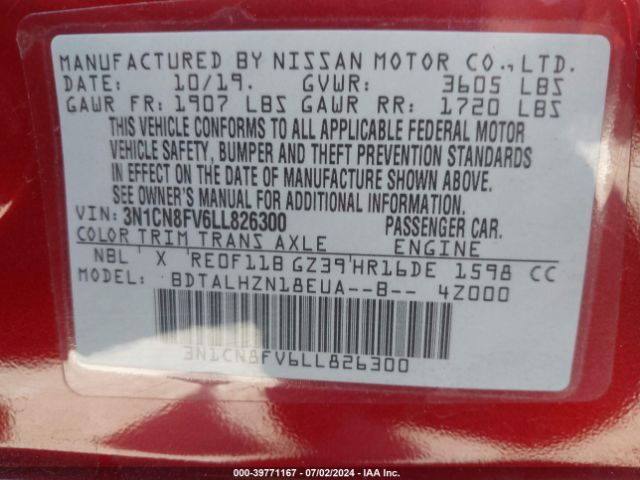 MANUFACTURED BY NISSAN MOTOR CO., LTD.
DATE: 10/19. GVWR: 3605 LBS
GAWR FR: 1907 LBS GAWR RR: 1720 LBS
THIS VEHICLE CONFORMS TO ALL APPLICABLE FEDERAL MOTOR
VEHICLE SAFETY, BUMPER AND THEFT PREVENTION STANDARDS
IN EFFECT ON THE DATE OF MANUFACTURE SHOWN ABOVE.
SEE OWNER'S MANUAL FOR ADDITIONAL INFORMATION.
VIN: 3N1CN8FV6LL826300 PASSENGER CAR.
COLOR TRIM TRANS AXLE ENGINE
NBL ' X 'RE0F11B GZ39'HR16DE 1598 CC
MODEL: BDTALHZN18EUA--B-- 4Z000
3N1CN8FV6LL826300
000-39771167 | 07/02/2024 | IAA Inc.